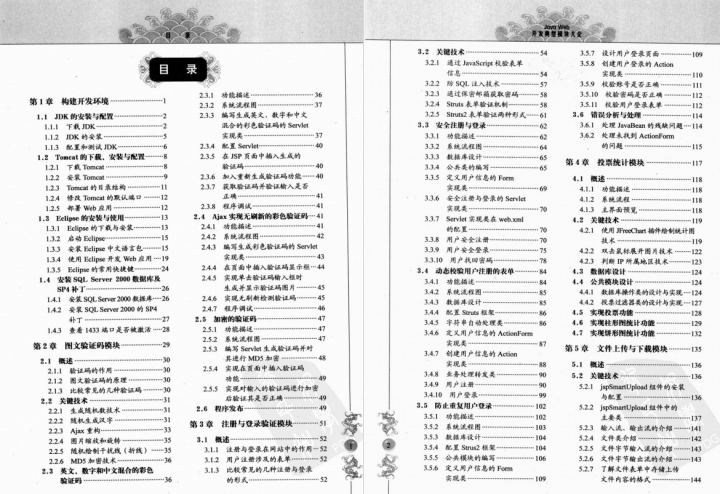 目 录
目 录
第1章 构建开发环境 1
1.1 JDK的安装与配置 2
1.1.1 下载JDK 2
1.1.2 JDK的安装 5
1.1.3 配置和测试JDK 6
1.2 Tomcat的下载、安装与配置 8
1.2.1 下载Tomcat 8
1.2.2 安装Tomcat 9
1.2.3 Tomcat的目录结构 11
1.2.4 修改Tomcat的默认端口 12
1.2.5 部署Web应用 12
1.3 Eclipse的安装与使用 13
1.3.1 Eclipse的下载与安装 13
1.3.2 启动Eclipse 15
1.3.3 安装Eclipse中文语言包 15
1.3.4 使用Eclipse开发Web应用 19
1.3.5 Eclipse的常用快捷键 24
1.4 安装SQL Server 2000数据库及
SP4补丁 26
1.4.1 安装SQL Server 2000数据库 26
1.4.2 安装SQL Server 2000的SP4
补丁 27
1.4.3 查看1433端口是否被激活 28
第2章 图文验证码模块 29
2.1 概述 30
2.1.1 验证码的作用 30
2.1.2 图文验证码的原理 30
2.1.3 比较常见的几种验证码 30
2.2 关键技术 31
2.2.1 生成随机数技术 31
2.2.2 随机生成汉字 31
2.2.3 Ajax重构 33
2.2.4 图片缩放和旋转 35
2.2.5 随机绘制干扰线（折线） 35
2.2.6 MD5加密技术 36
2.3 英文、数字和中文混合的彩色
验证码 36
2.3.1 功能描述 36
2.3.2 系统流程图 37
2.3.3 编写生成英文，数字和中文
混合的彩色验证码的Servlet
实现类 37
2.3.4 配置Servlet 40
2.3.5 在JSP页面中插入生成的
验证码 40
2.3.6 加入重新生成验证码功能 40
2.3.7 获取验证码并验证输入是否
正确 41
2.3.8 程序调试 41
2.4 Ajax实现无刷新的彩色验证码 41
2.4.1 功能描述 41
2.4.2 系统流程图 42
2.4.3 编写生成彩色验证码的Servlet
实现类 43
2.4.4 在页面中插入验证码显示框 44
2.4.5 实现单击验证码输入框时
生成并显示验证码图片 45
2.4.6 实现无刷新检测验证码 45
2.4.7 程序调试 46
2.5 加密的验证码 47
2.5.1 功能描述 47
2.5.2 系统流程图 47
2.5.3 编写Servlet生成验证码并对
其进行MD5加密 48
2.5.4 实现在页面中插入验证码
功能 49
2.5.5 实现对输入的验证码进行加密
后验证其是否正确 49
2.6 程序发布 49
第3章 注册与登录验证模块 51
3.1 概述 52
3.1.1 注册与登录在网站中的作用 52
3.1.2 用户注册涉及的表单 52
3.1.3 比较常见的几种注册与登录
的形式 52
1
Java Web
开发典型模块大全
3.2 关键技术 54
3.2.1 通过JavaScript校验表单
信息 54
3.2.2 防SQL注入技术 57
3.2.3 通过保密邮箱获取密码 58
3.2.4 Struts表单验证机制 58
3.2.5 Struts2表单验证两种形式 61
3.3 安全注册与登录 62
3.3.1 功能描述 62
3.3.2 系统流程图 64
3.3.3 数据库设计 65
3.3.4 公共类的编写 65
3.3.5 定义用户信息的Form
实现类 69
3.3.6 安全注册与登录的Servlet
实现类 70
3.3.7 Servlet实现类在web.xml
的配置 70
3.3.8 用户安全注册 70
3.3.9 用户安全登录 75
3.3.10 用户找回密码 78
3.4 动态校验用户注册的表单 84
3.4.1 功能描述 84
3.4.2 系统流程图 85
3.4.3 数据库设计 85
3.4.4 配置Struts框架 86
3.4.5 字符串自动处理类 86
3.4.6 定义用户信息的ActionForm
实现类 87
3.4.7 创建用户信息的Action
实现类 88
3.4.8 业务处理转发类 90
3.4.9 用户注册 90
3.4.10 用户登录 99
3.5 防止重复用户登录 102
3.5.1 功能描述 102
3.5.2 系统流程图 103
3.5.3 数据库设计 104
3.5.4 配置Strus2框架 104
3.5.5 公共模块的编写 106
3.5.6 定义用户信息的Form
实现类 109
3.5.7 设计用户登录页面 109
3.5.8 创建用户登录的Action
实现类 110
3.5.9 校验账号是否正确 111
3.5.10 校验密码是否正确 112
3.5.11 校验用户登录表单 112
3.6 错误分析与处理 114
3.6.1 处理JavaBean的线缺问题 114
3.6.2 处理未找到ActionForm
的问题 115
第4章 投票统计模块 117
4.1 概述 118
4.1.1 功能描述 118
4.1.2 系统流程 118
4.1.3 主界面预览 118
4.2 关键技术 119
4.2.1 使用JFreeChart插件绘制统计图
技术 119
4.2.2 双击鼠标展开图片技术 122
4.2.3 判断IP所属地区技术 123
4.3 数据库设计 124
4.4 公共模块设计 124
4.4.1 数据库操作类的设计与实现 124
4.4.2 投票过滤器类的设计与实现 127
4.5 实现投票功能 128
4.6 实现柱形图统计功能 129
4.7 实现饼形图统计功能 132
第5章 文件上传与下载模块 135
5.1 概述 136
5.2 关键技术 136
5.2.1 jspSmartUpload组件的安装
与配置 136
5.2.2 jspSmartUpload组件中的
主要类 137
5.2.3 输入流、输出流的介绍 143
5.2.4 文件类介绍 142
5.2.5 文件字节输入流的介绍 143
5.2.6 文件字节输出流的介绍 143
5.2.7 了解文件表单中存储上传
文件内容的格式 144
2